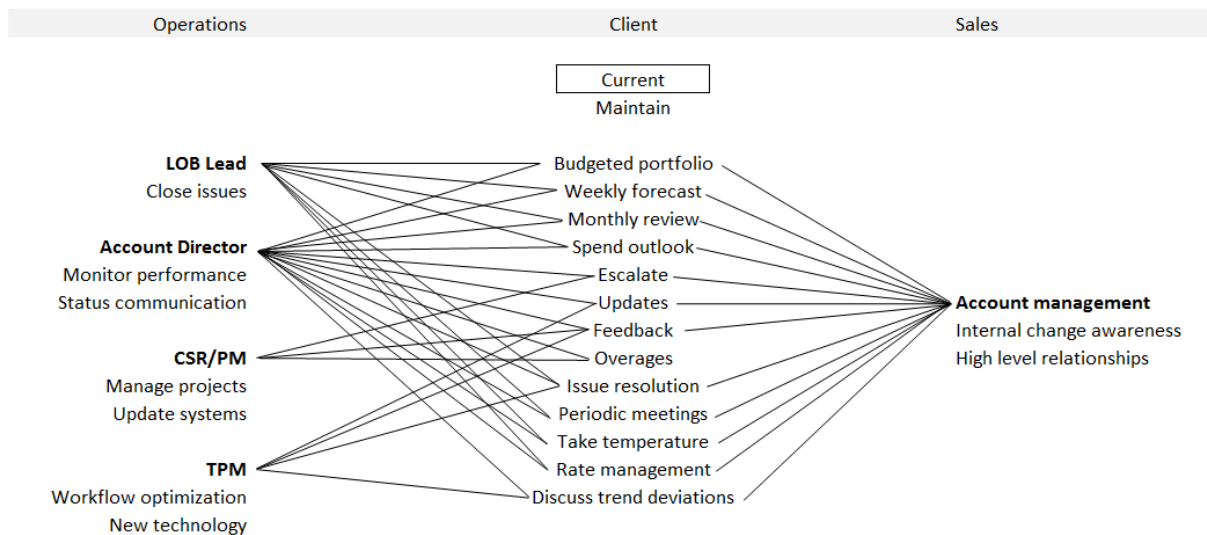 Operations Client Sales
Current
Maintain
LOB Lead Budgeted portfolio
Close issues Weekly forecast
Monthly review
Account Director Spend outlook
Monitor performance Escalate
Status communication Updates Account management
Feedback Internal change awareness
CSR/PM Overages High level relationships
Manage projects Issue resolution
Update systems Periodic meetings
Take temperature
TPM Rate management
Workflow optimization Discuss trend deviations
New technology